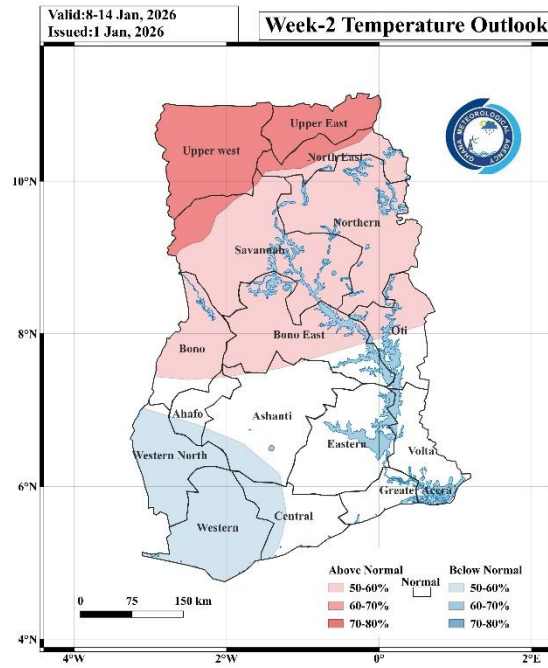 Valid:8-14 Jan, 2026
Issued:1 Jan, 2026
Week-2 Temperature Outlook
GHANA METEOROLOGICAL AGENCY
Upper East
Upper west
North East
10°N
Northern
Savannah
8°N
Oti
Bono East
Bono
Ahafo
Ashanti
Eastern
Volta
Western North
6°N
Greater Accra
Central
Western
Above Normal
Normal
Below Normal
50-60%
50-60%
60-70%
60-70%
70-80%
70-80%
0 75 150 km
4°N
4°W 2°W 0° 2°E